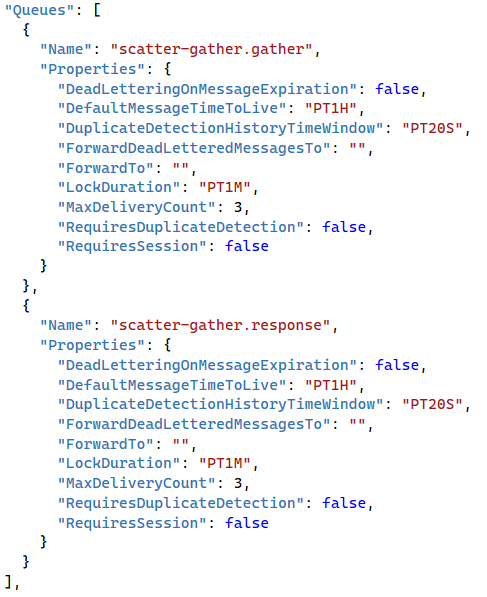 "Queues": [
  {
    "Name": "scatter-gather.gather",
    "Properties": {
      "DeadLetteringOnMessageExpiration": false,
      "DefaultMessageTimeToLive": "PT1H",
      "DuplicateDetectionHistoryTimeWindow": "PT20S",
      "ForwardDeadLetteredMessagesTo": "",
      "ForwardTo": "",
      "LockDuration": "PT1M",
      "MaxDeliveryCount": 3,
      "RequiresDuplicateDetection": false,
      "RequiresSession": false
    }
  },
  {
    "Name": "scatter-gather.response",
    "Properties": {
      "DeadLetteringOnMessageExpiration": false,
      "DefaultMessageTimeToLive": "PT1H",
      "DuplicateDetectionHistoryTimeWindow": "PT20S",
      "ForwardDeadLetteredMessagesTo": "",
      "ForwardTo": "",
      "LockDuration": "PT1M",
      "MaxDeliveryCount": 3,
      "RequiresDuplicateDetection": false,
      "RequiresSession": false
    }
  }
],